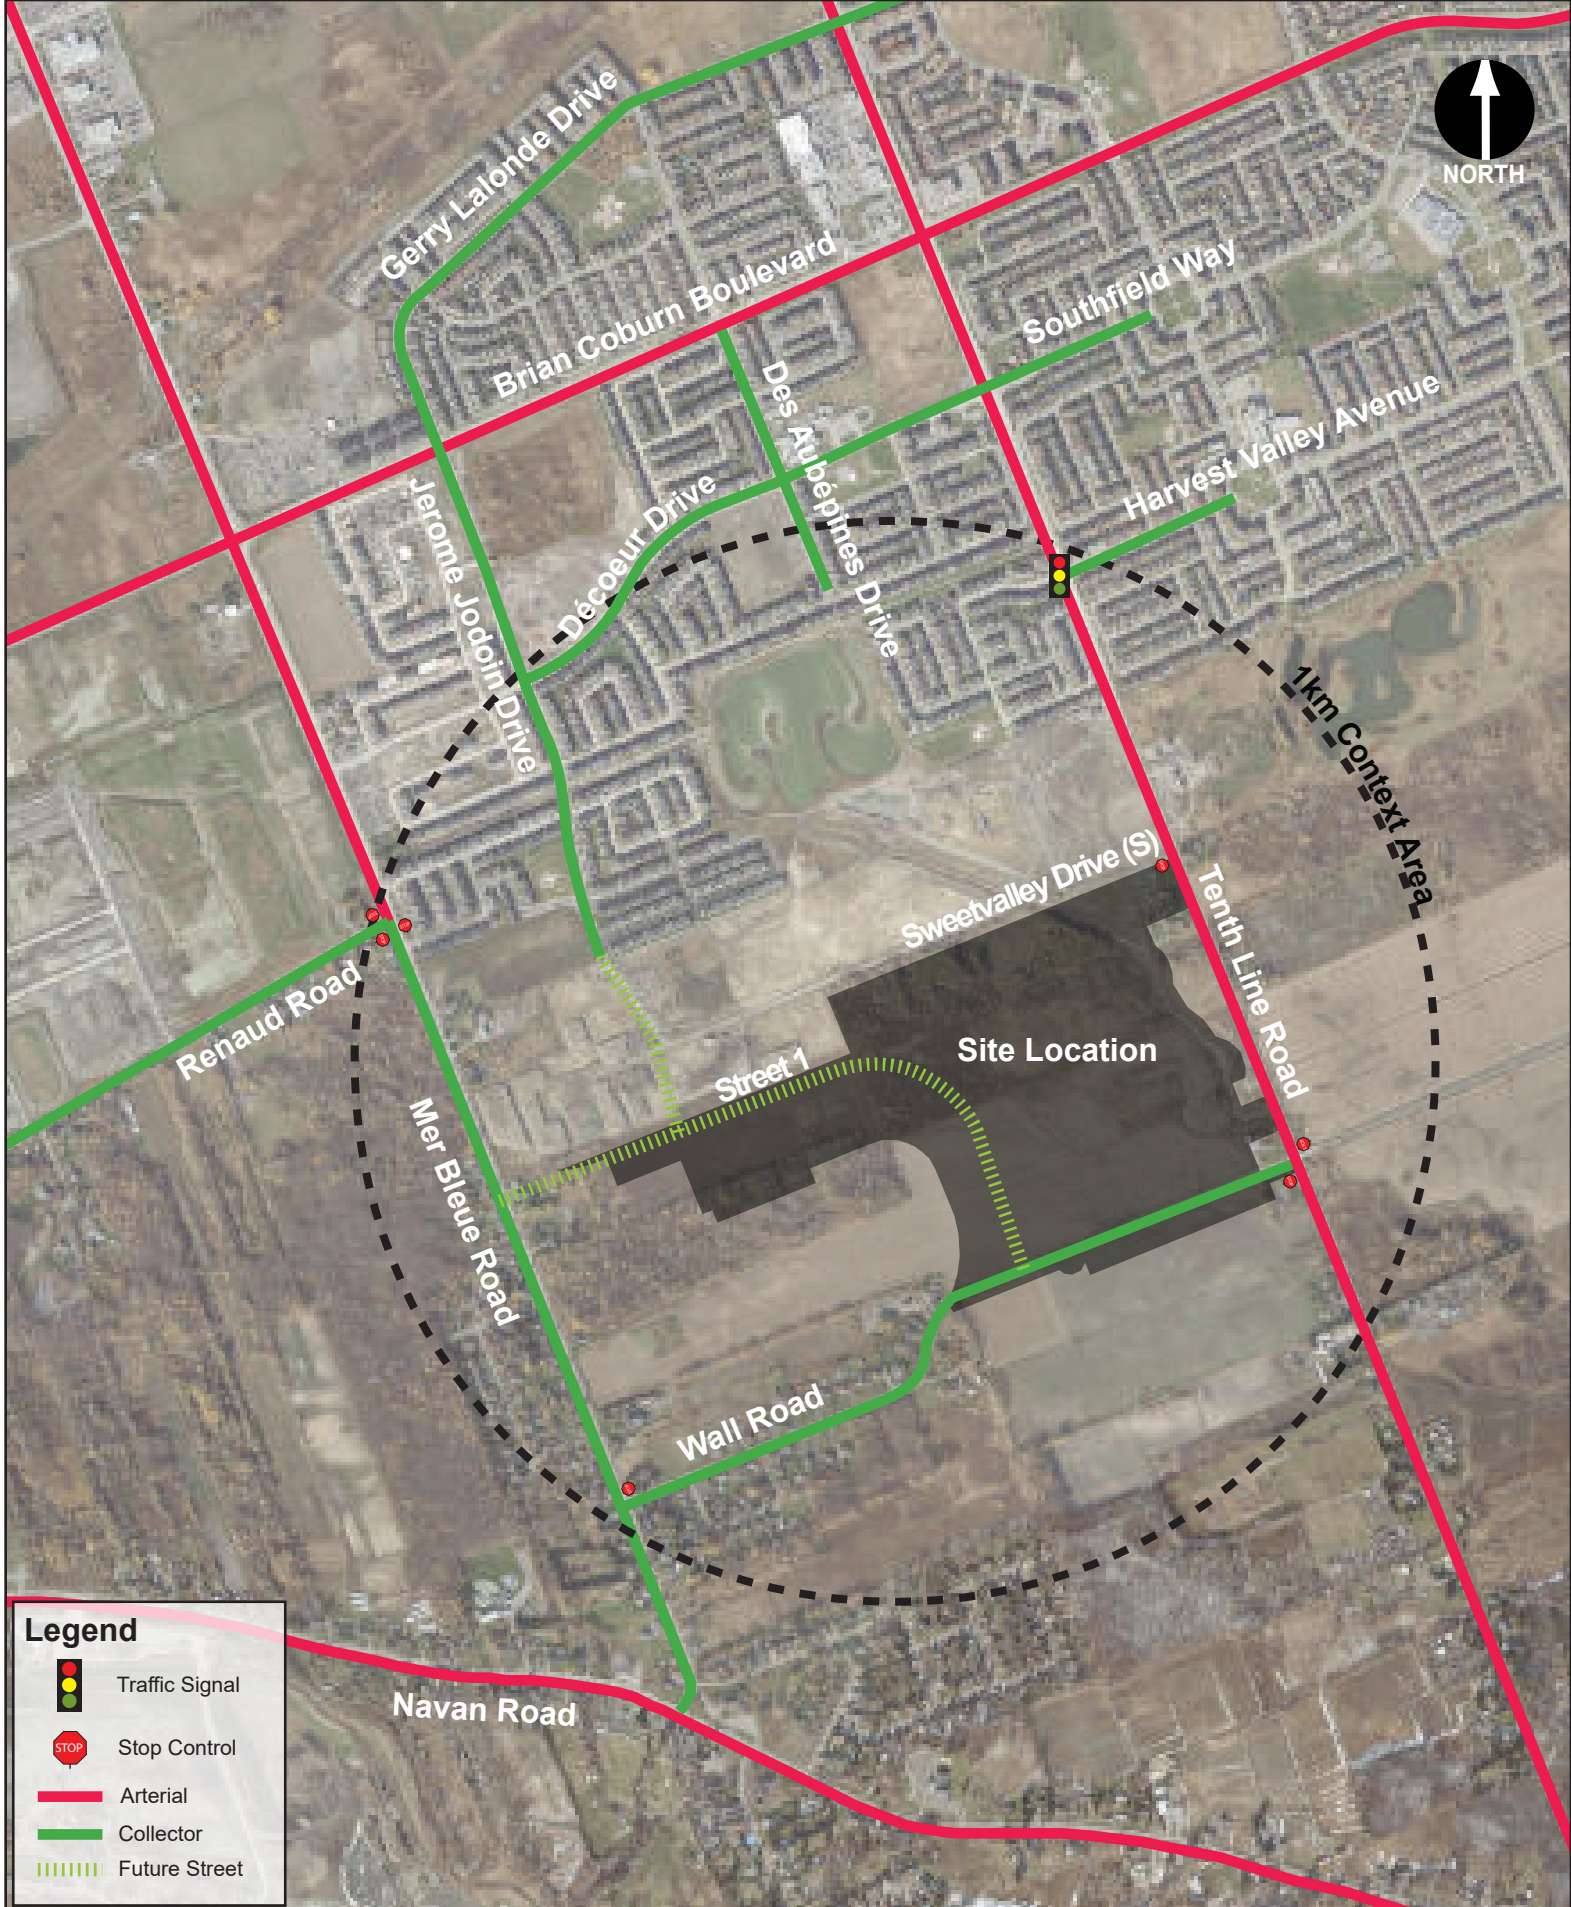 NORTH
Gerry Lalonde Drive
Brian Coburn Boulevard
Southfield Way
Des Aubépines Drive
Harvest Valley Avenue
Jerome Jodoin Drive
Décoeur Drive
1km Context Area
Sweetvalley Drive (S)
Tenth Line Road
Renaud Road
Site Location
Street 1
Mer Bleue Road
Wall Road
Navan Road
Legend
Traffic Signal
STOP
Stop Control
Arterial
Collector
Future Street